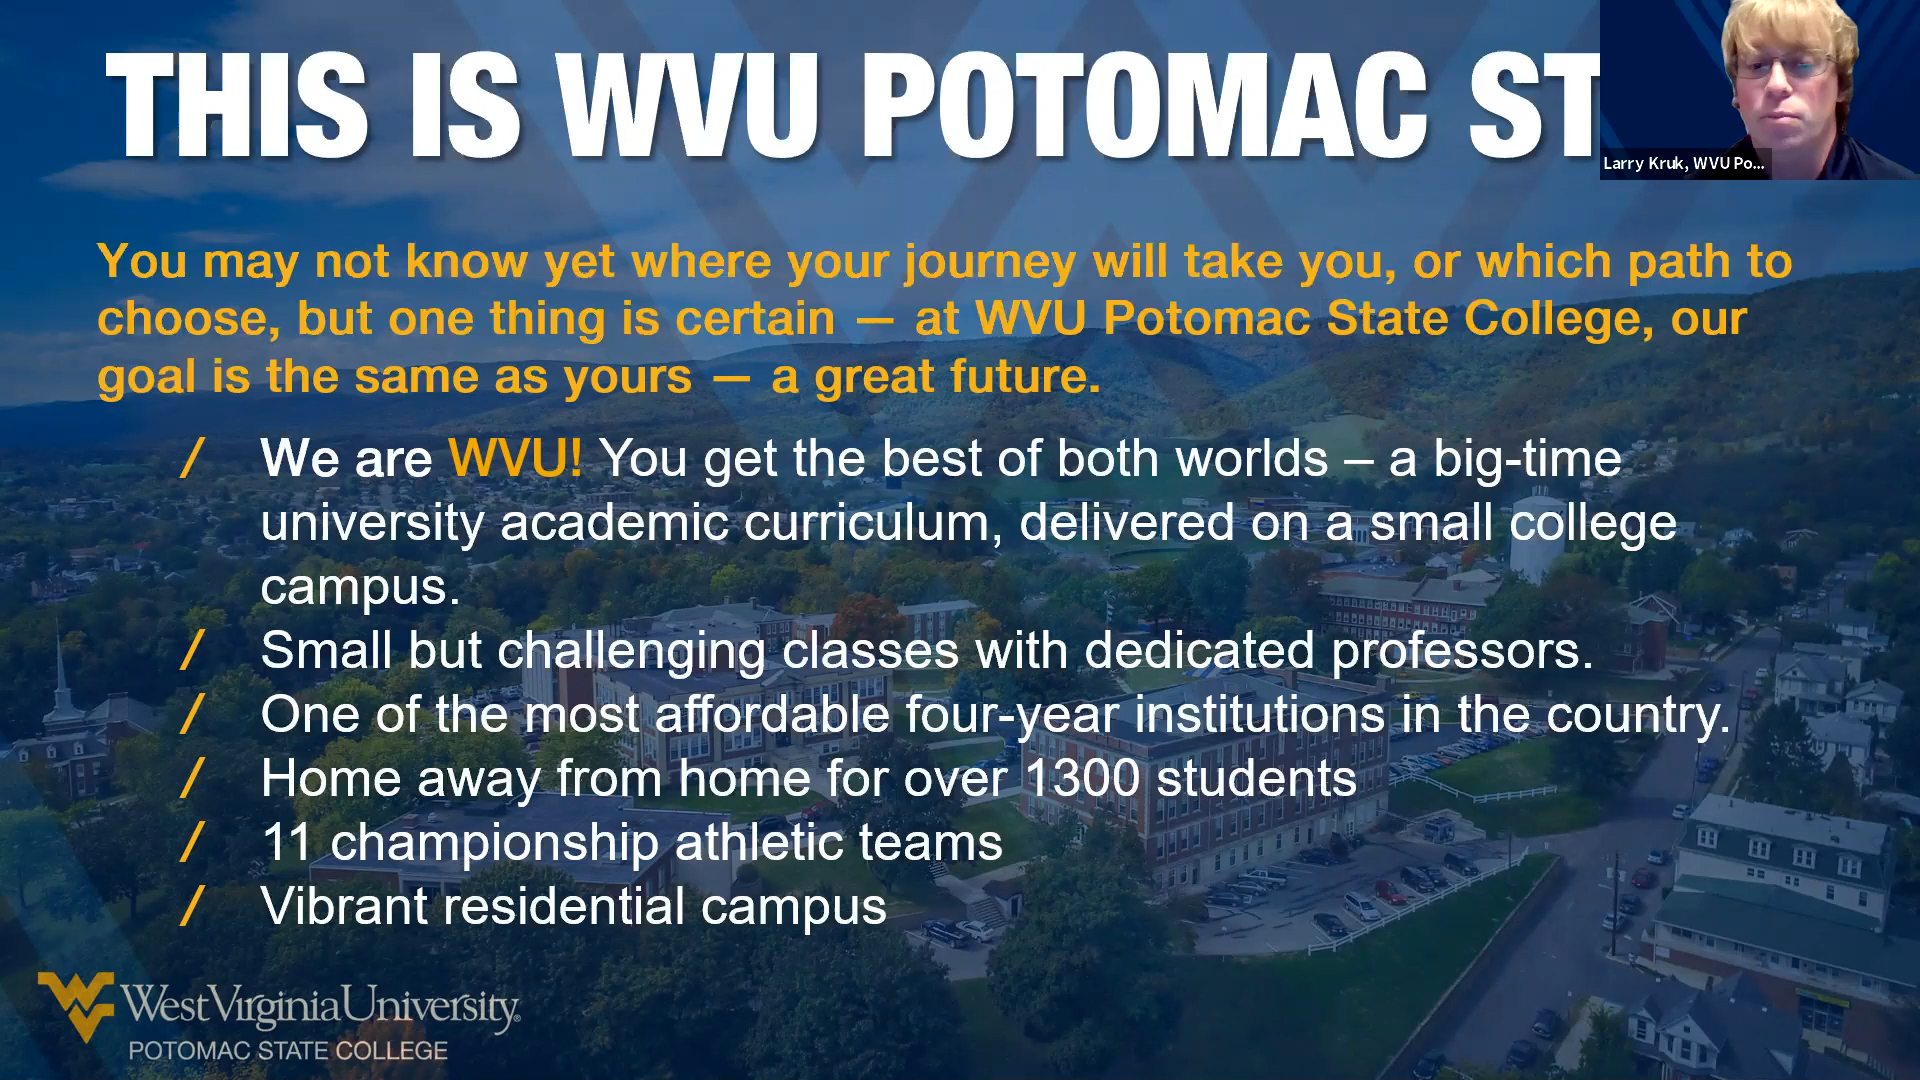 THIS IS WVU POTOMAC ST
Larry Kruk, WVU Po...
You may not know yet where your journey will take you, or which path to
choose, but one thing is certain — at WVU Potomac State College, our
goal is the same as yours — a great future.
/ We are WVU! You get the best of both worlds – a big-time
university academic curriculum, delivered on a small college
campus.
/ Small but challenging classes with dedicated professors.
/ One of the most affordable four-year institutions in the country.
/ Home away from home for over 1300 students
/ 11 championship athletic teams
/ Vibrant residential campus
WV WestVirginiaUniversity®
POTOMAC STATE COLLEGE